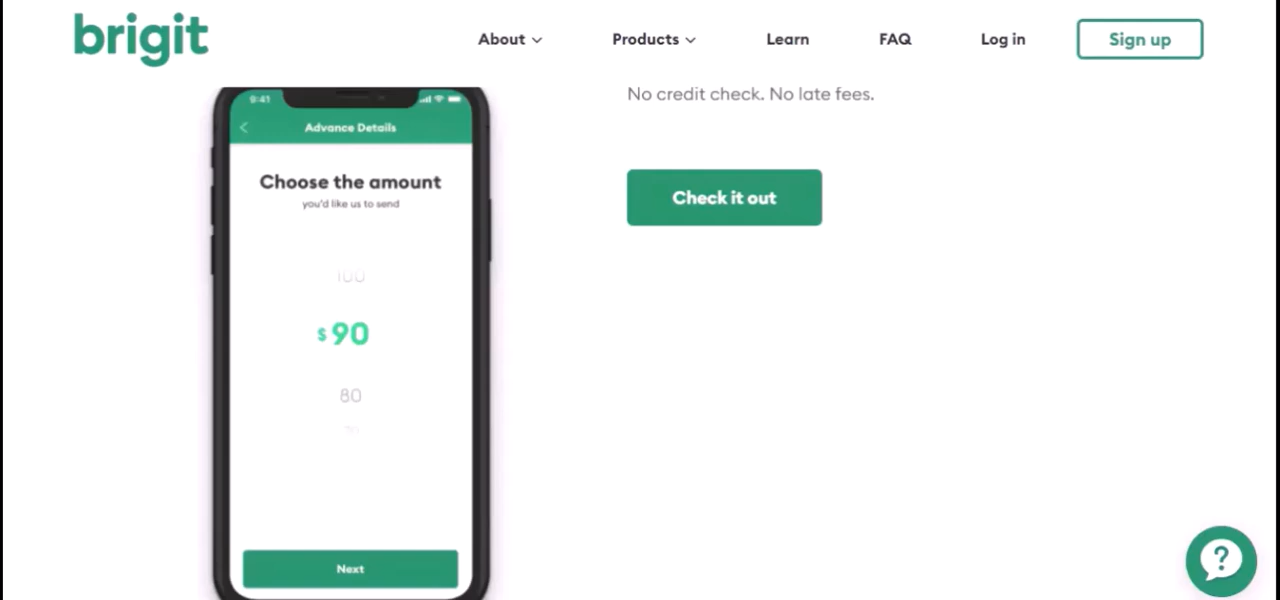 brigit
About
Products
Learn
FAQ
Log in
Sign up
No credit check. No late fees.
Check it out
9:41
Advance Details
Choose the amount
you'd like us to send
100
$90
80
Next
?